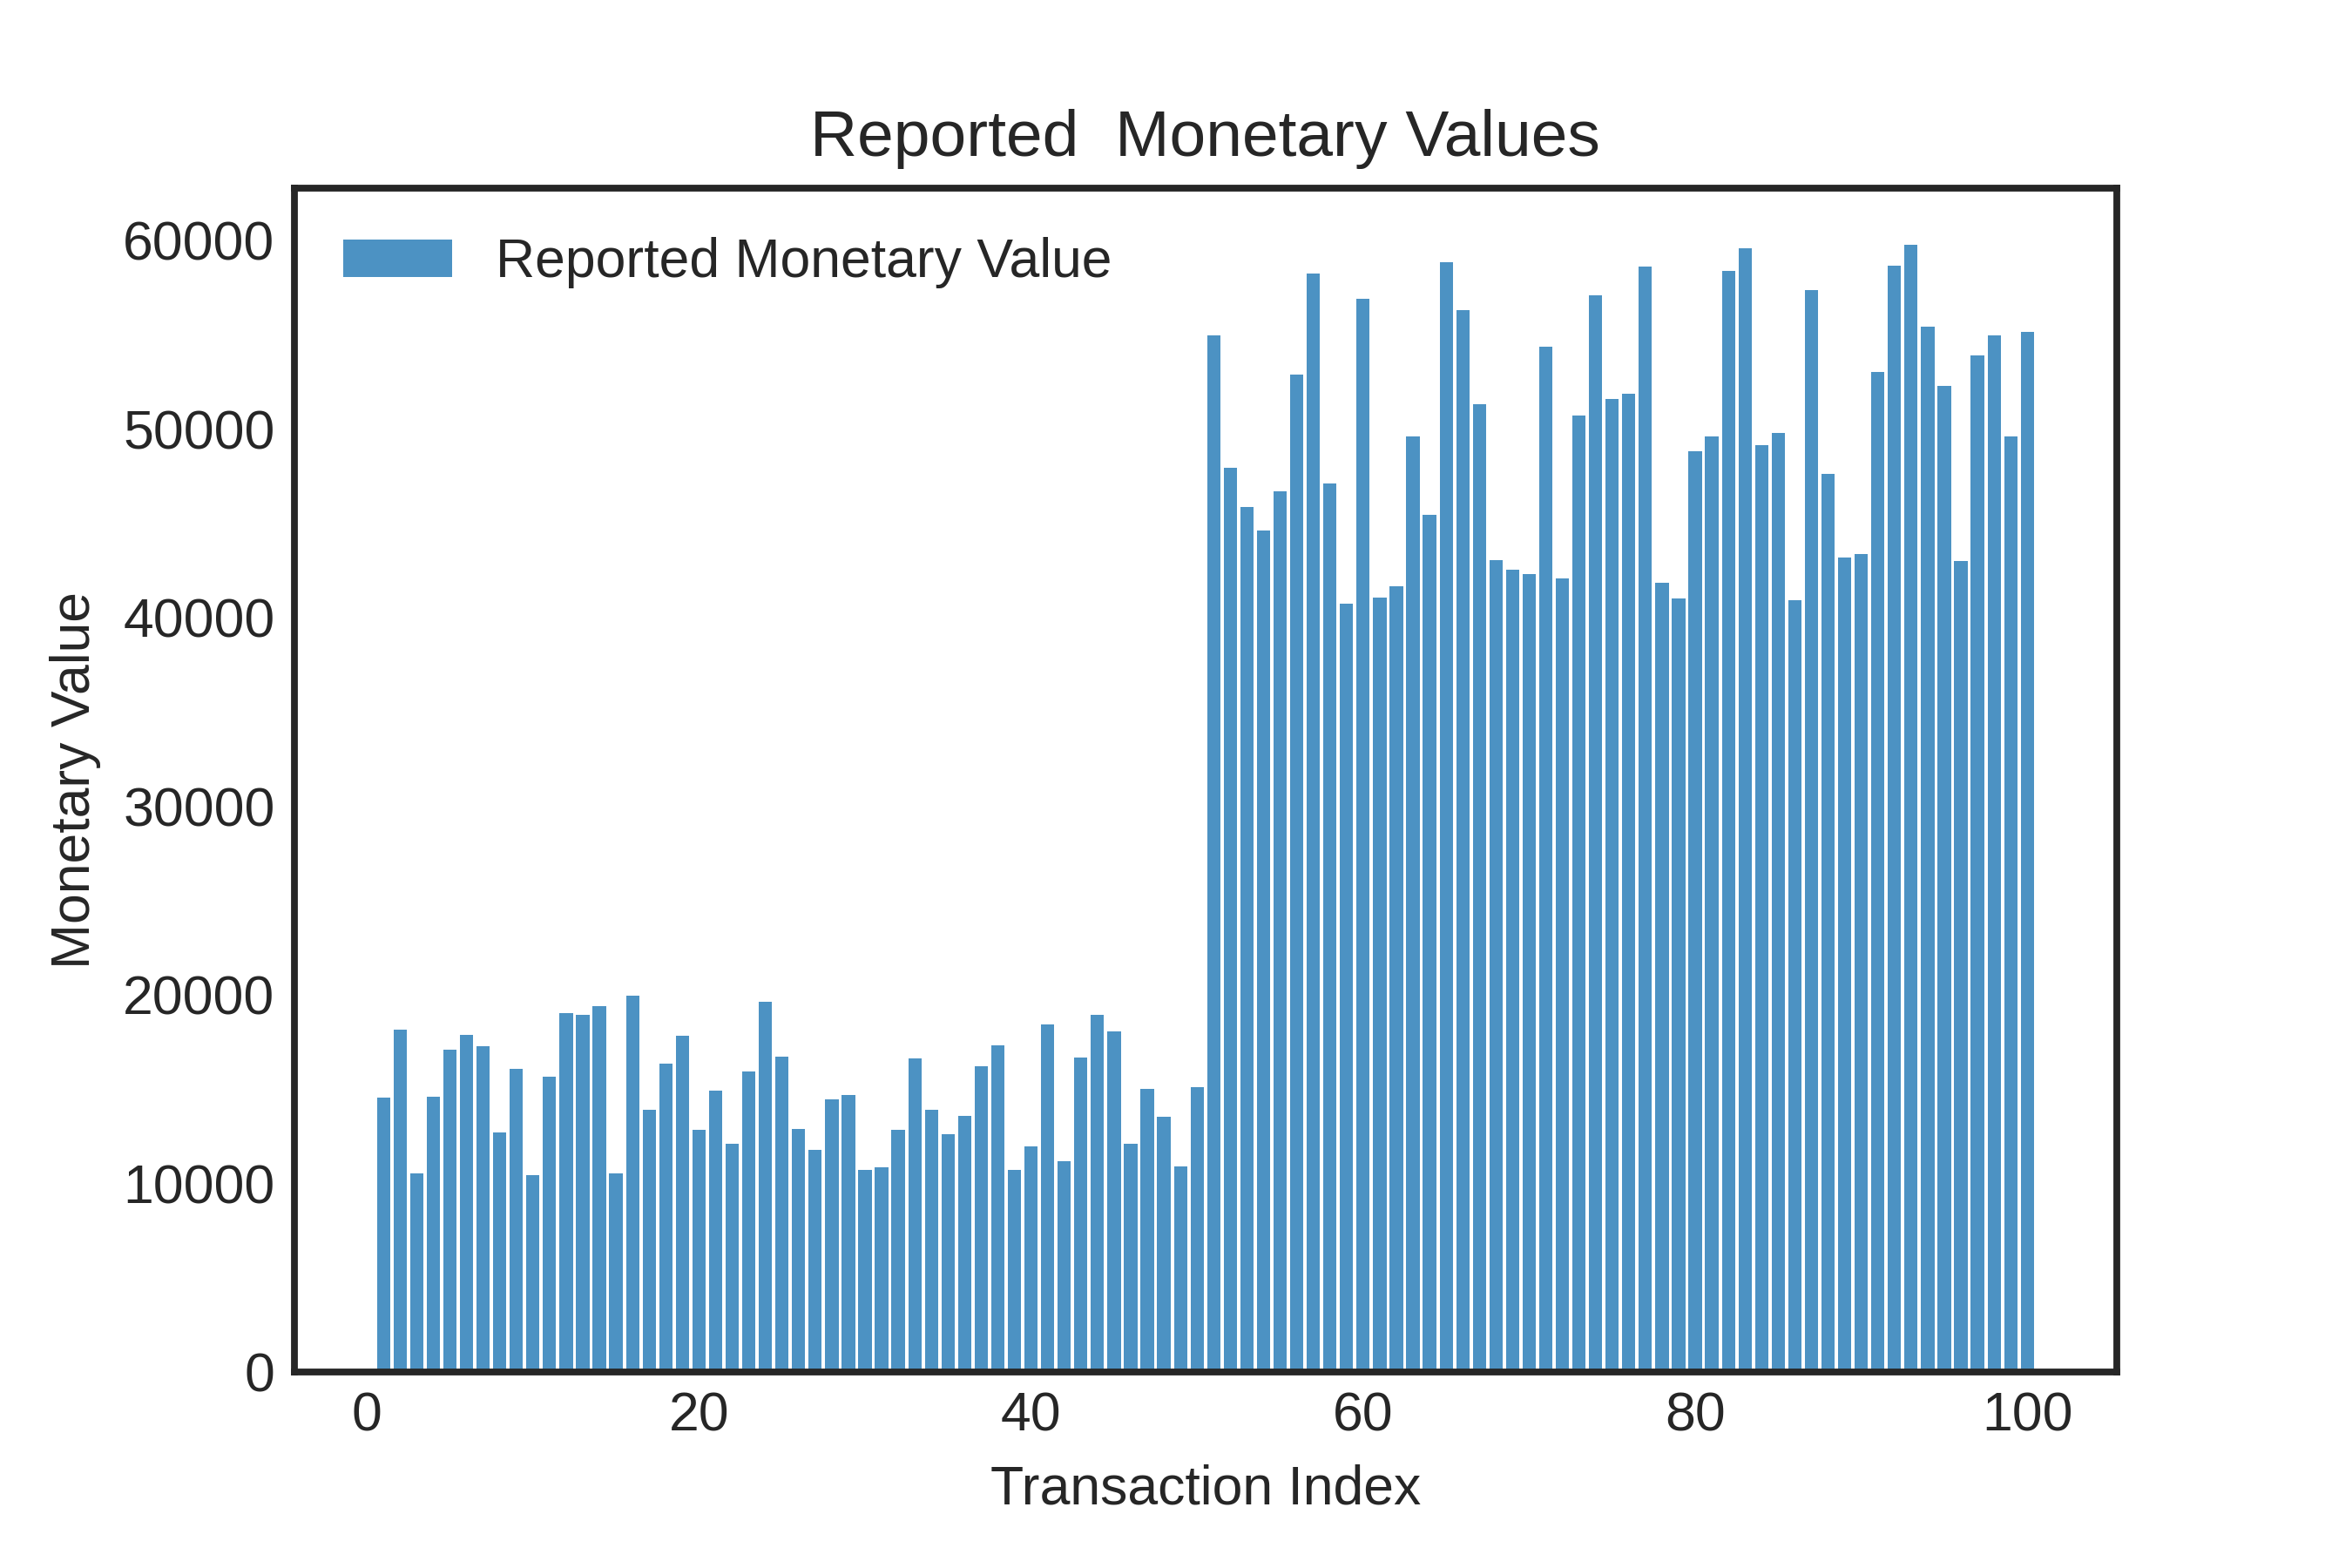 Reported  Monetary Values
Reported Monetary Value
60000
50000
40000
30000
20000
10000
0
Monetary Value
0 20 40 60 80 100
Transaction Index